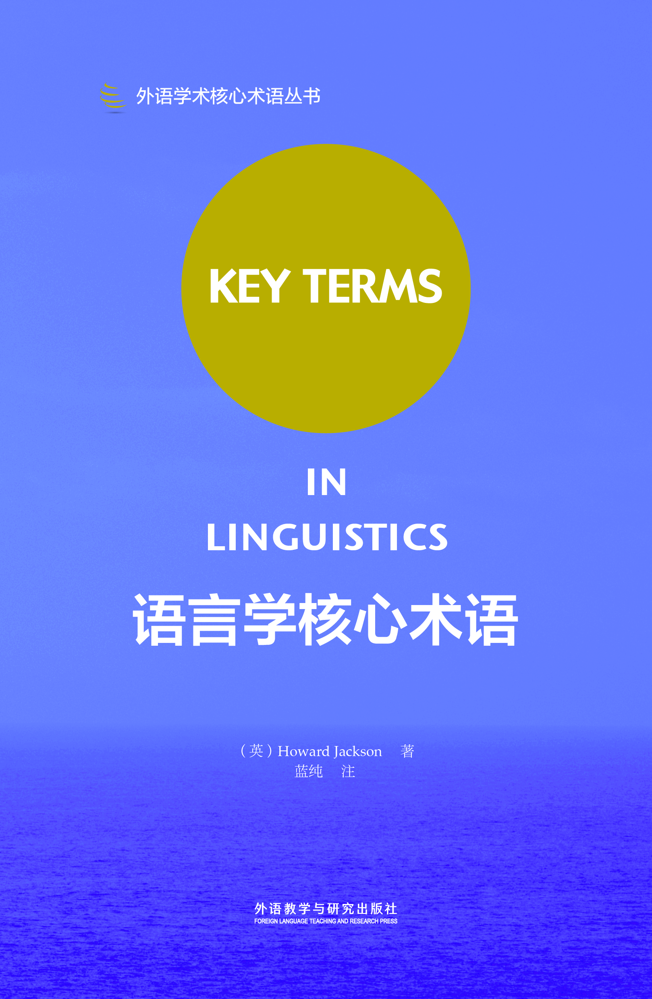 外语学术核心术语丛书
KEY TERMS
IN
LINGUISTICS
语言学核心术语
（英）Howard Jackson 著
蓝纯 注
外语教学与研究出版社
FOREIGN LANGUAGE TEACHING AND RESEARCH PRESS